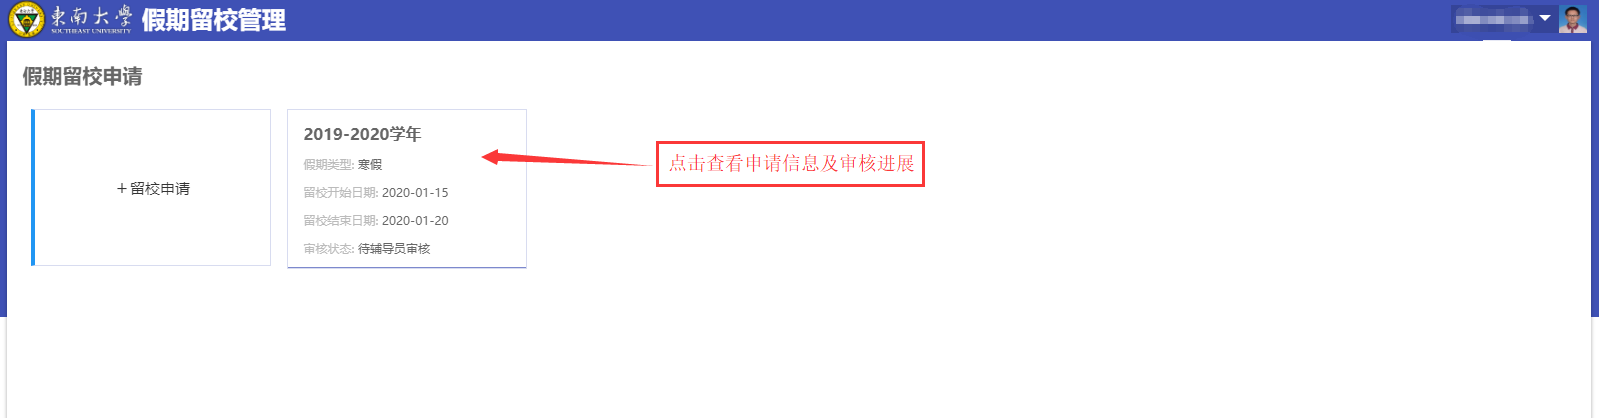 東南大學
SOUTHEAST UNIVERSITY
假期留校管理
假期留校申请
+ 留校申请
2019-2020学年
假期类型: 寒假
留校开始日期: 2020-01-15
留校结束日期: 2020-01-20
审核状态: 待辅导员审核
点击查看申请信息及审核进展